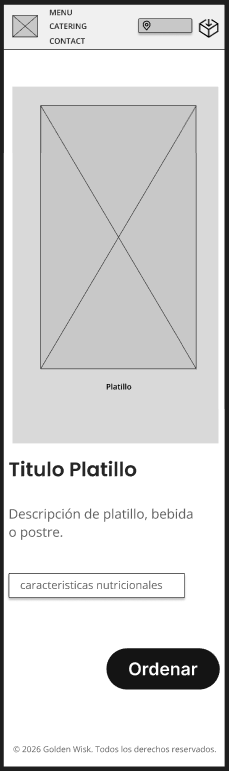 MENU
CATERING
CONTACT
Platillo
Titulo Platillo
Descripción de platillo, bebida
o postre.
caracteristicas nutricionales
Ordenar
© 2026 Golden Wisk. Todos los derechos reservados.